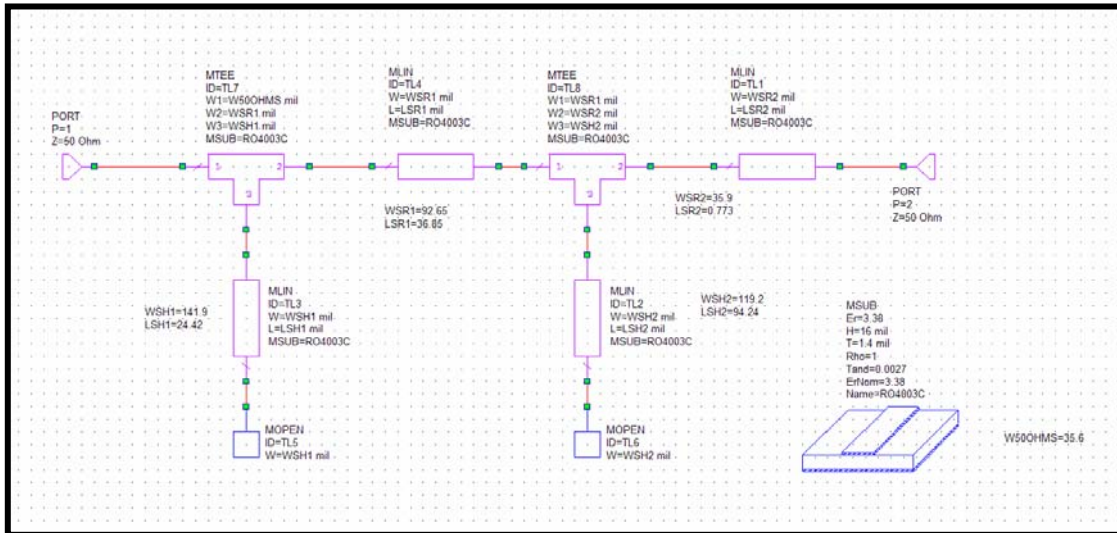 MTEE
ID=TL7
W1=W50OHMS mil
W2=WSR1 mil
W3=WSH1 mil
MSUB=RO4003C
MLIN
ID=TL4
W=WSR1 mil
L=LSR1 mil
MSUB=RO4003C
MTEE
ID=TL8
W1=WSR1 mil
W2=WSR2 mil
W3=WSH2 mil
MSUB=RO4003C
MLIN
ID=TL1
W=WSR2 mil
L=LSR2 mil
MSUB=RO4003C
PORT
P=1
Z=50 Ohm
1
2
3
1
2
3
WSR1=92.65
LSR1=36.85
WSR2=35.9
LSR2=0.773
PORT
P=2
Z=50 Ohm
WSH1=141.9
LSH1=24.42
MLIN
ID=TL3
W=WSH1 mil
L=LSH1 mil
MSUB=RO4003C
MLIN
ID=TL2
W=WSH2 mil
L=LSH2 mil
MSUB=RO4003C
WSH2=119.2
LSH2=94.24
MSUB
Er=3.38
H=16 mil
T=1.4 mil
Rho=1
Tand=0.0027
ErNom=3.38
Name=RO4003C
MOPEN
ID=TL5
W=WSH1 mil
MOPEN
ID=TL6
W=WSH2 mil
W50OHMS=35.6